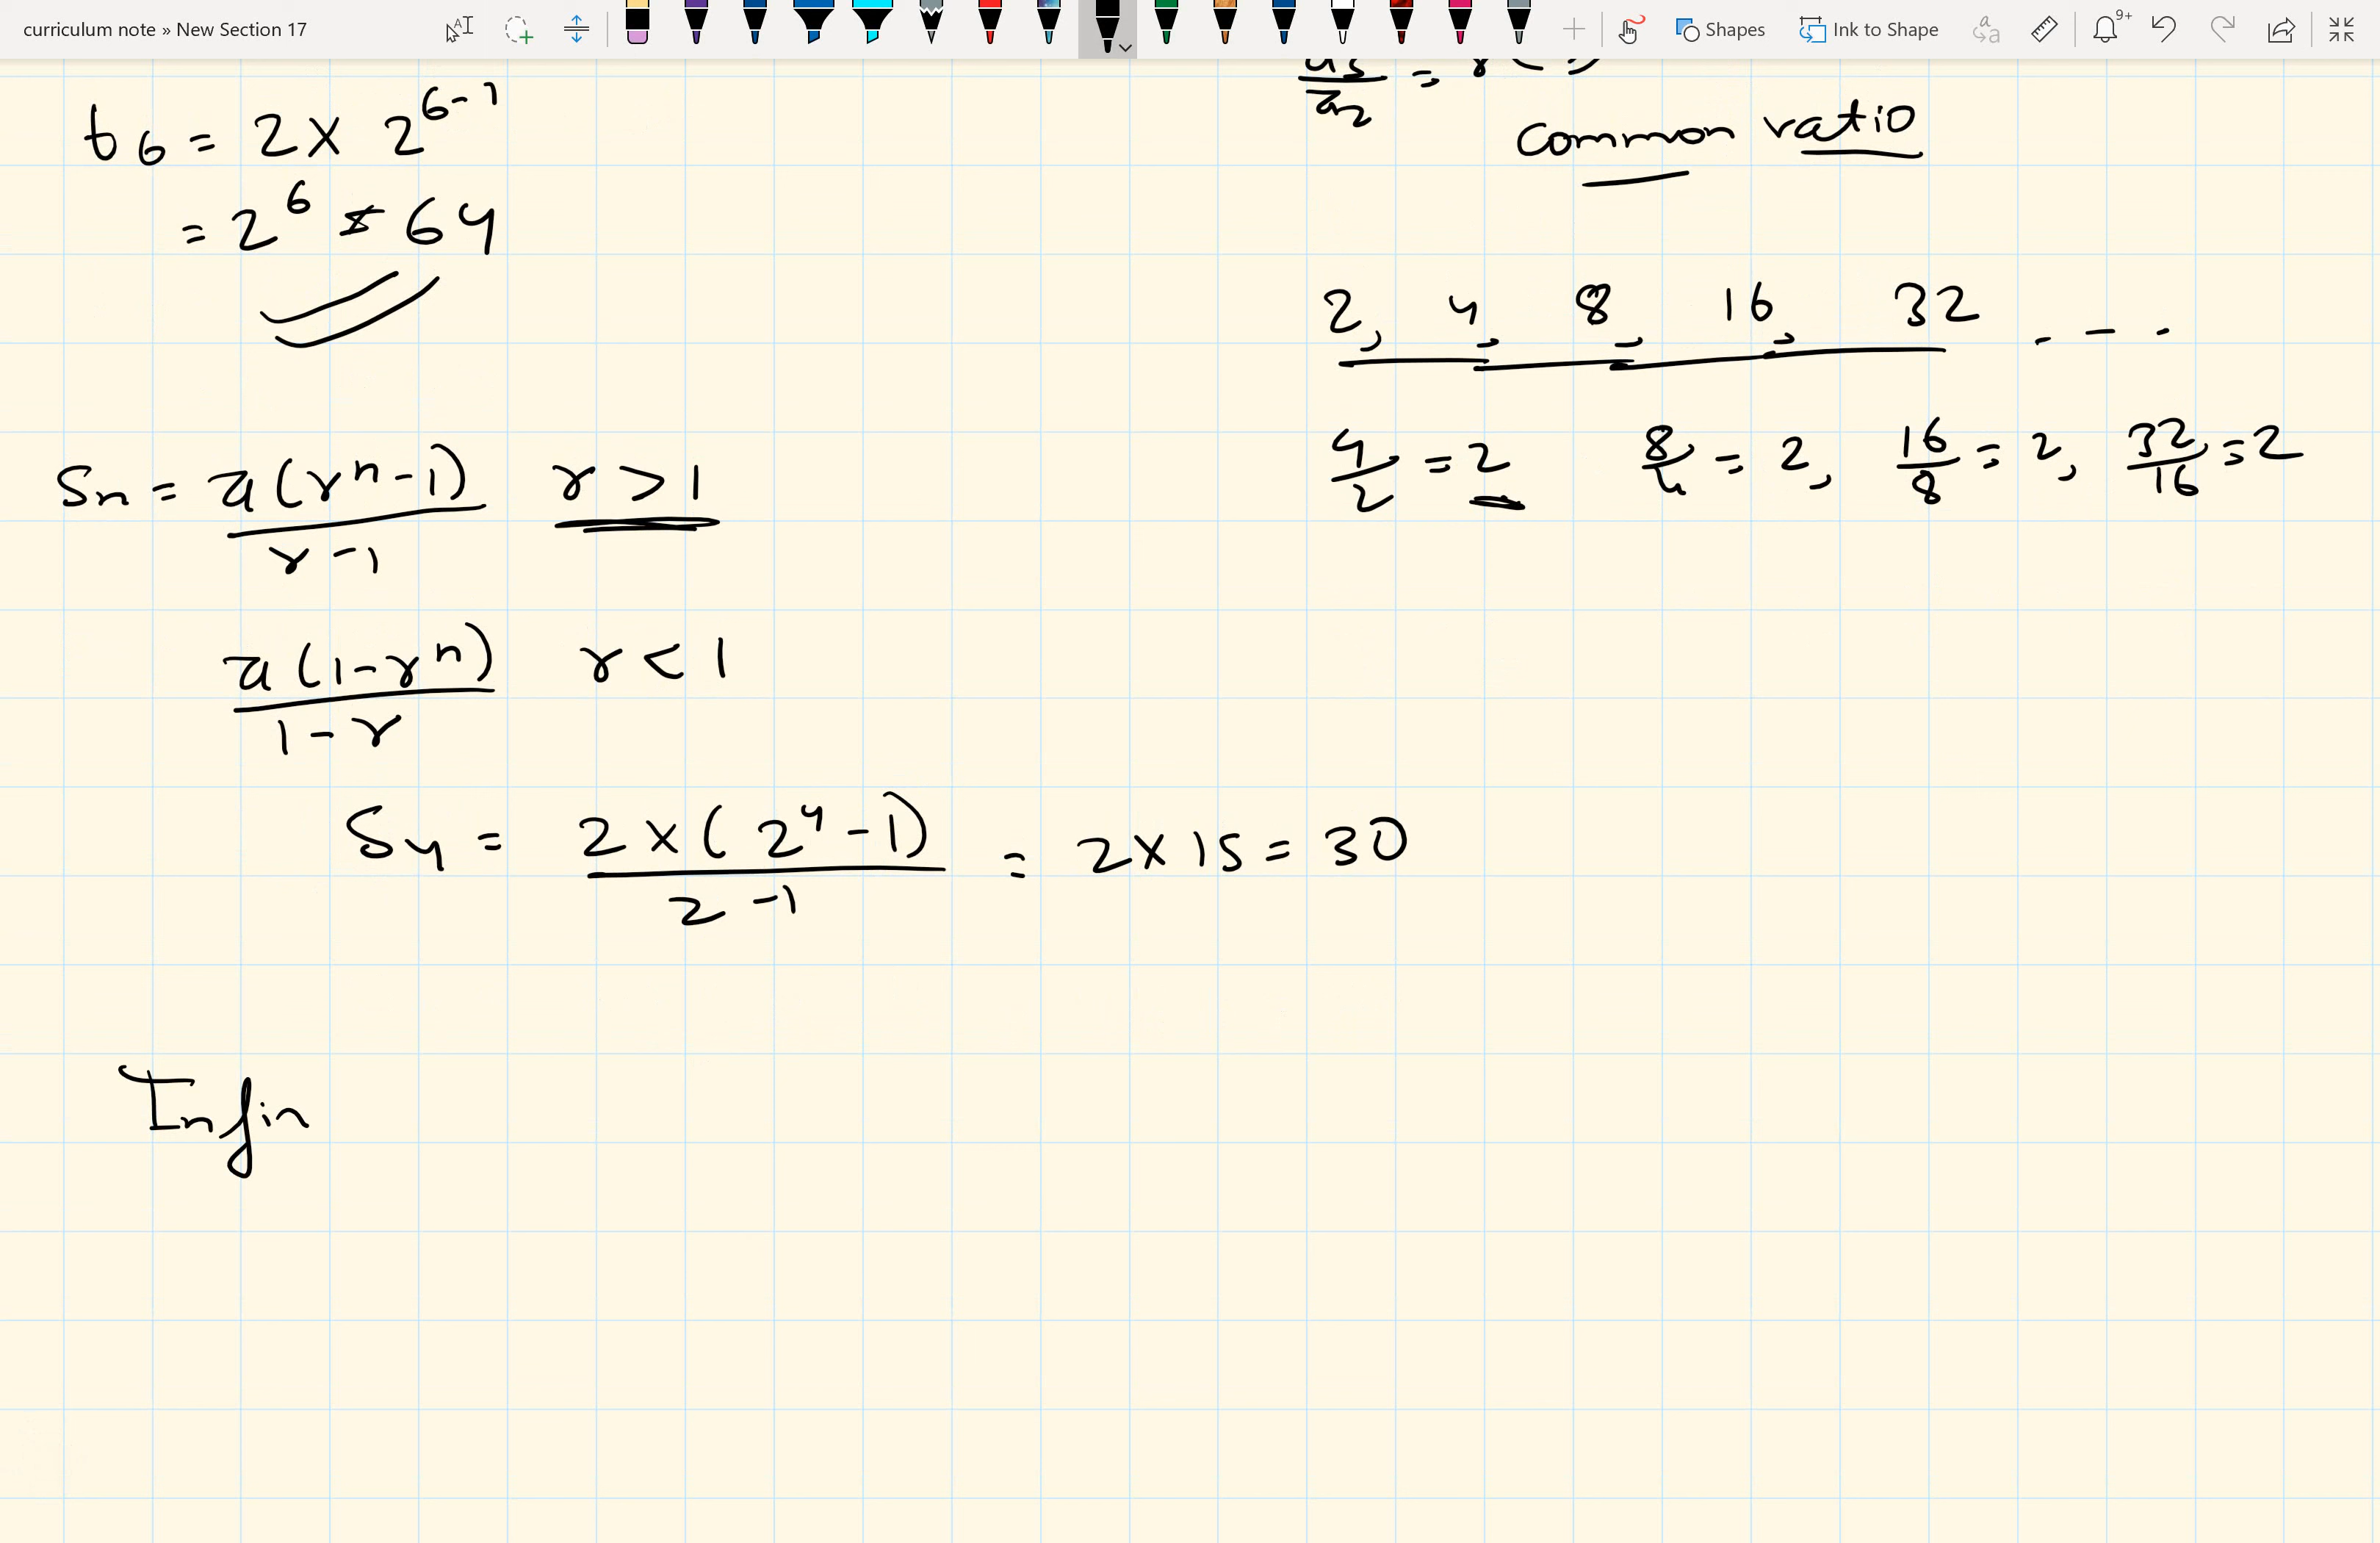 curriculum note » New Section 17
Shapes
Ink to Shape
9+
t6 = 2 x 2^6-1
= 2^6 = 64
Sn = a(r^n - 1) / r - 1 r > 1
a(1 - r^n) / 1 - r r < 1
S4 = 2 x (2^4 - 1) / 2 - 1 = 2 x 15 = 30
Infin
common ratio
2, 4, 8, 16, 32 . - - .
4/2 = 2 8/4 = 2, 16/8 = 2, 32/16 = 2